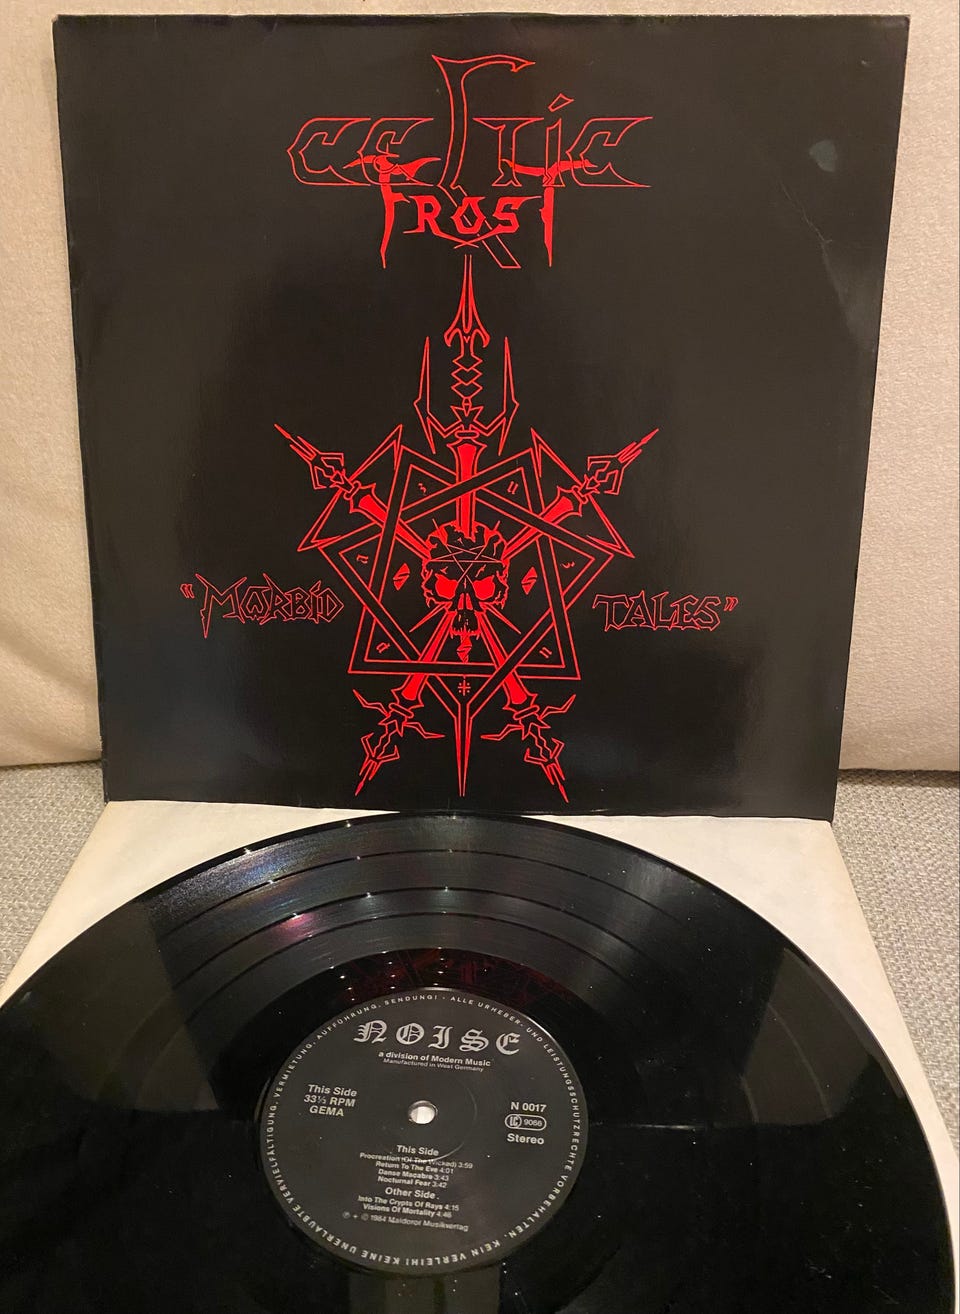 CELTIC
FROST
"MORBID TALES"
KEINE UNERLAUBTE VERVIELFÄLTIGUNG, VERMIETUNG, AUFFÜHRUNG, SENDUNG! · ALLE URHEBER- UND LEISTUNGSSCHUTZRECHTE VORBEHALTEN · KEIN VERLEIH!
NOISE
a division of Modern Music
Manufactured in West Germany
This Side
33⅓ RPM
GEMA
N 0017
LC 9066
Stereo
This Side
Procreation (Of The Wicked) 3:59
Return To The Eve 4:01
Danse Macabre 3:43
Nocturnal Fear 3:42
Other Side
Into The Crypts Of Rays 4:15
Visions Of Mortality 4:46
℗ + © 1984 Maldoror Musikverlag